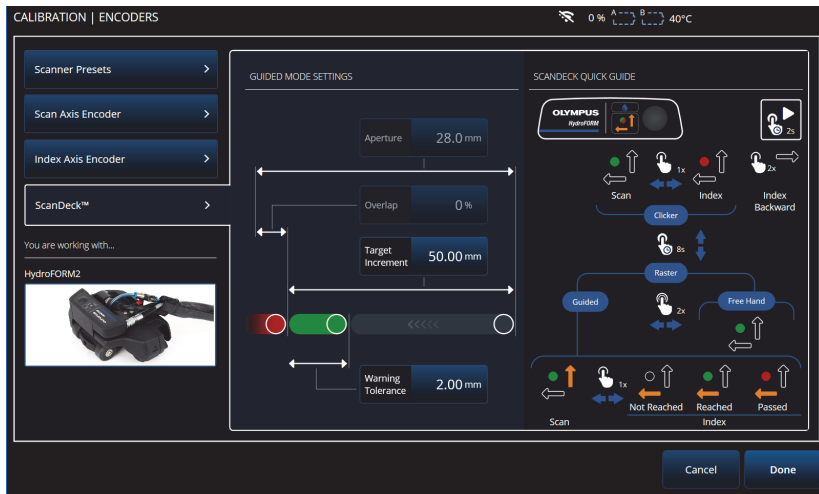 CALIBRATION | ENCODERS
0 %
A
B
40°C
Scanner Presets
Scan Axis Encoder
Index Axis Encoder
ScanDeck™
You are working with...
HydroFORM2
GUIDED MODE SETTINGS
Aperture
28.0 mm
Overlap
0 %
Target
Increment
50.00 mm
<<<<<
Warning
Tolerance
2.00 mm
SCANDECK QUICK GUIDE
OLYMPUS
HydroFORM
2s
1x
2x
Scan
Index
Index
Backward
Clicker
8s
Raster
Guided
2x
Free Hand
1x
Not Reached
Reached
Passed
Scan
Index
Cancel
Done